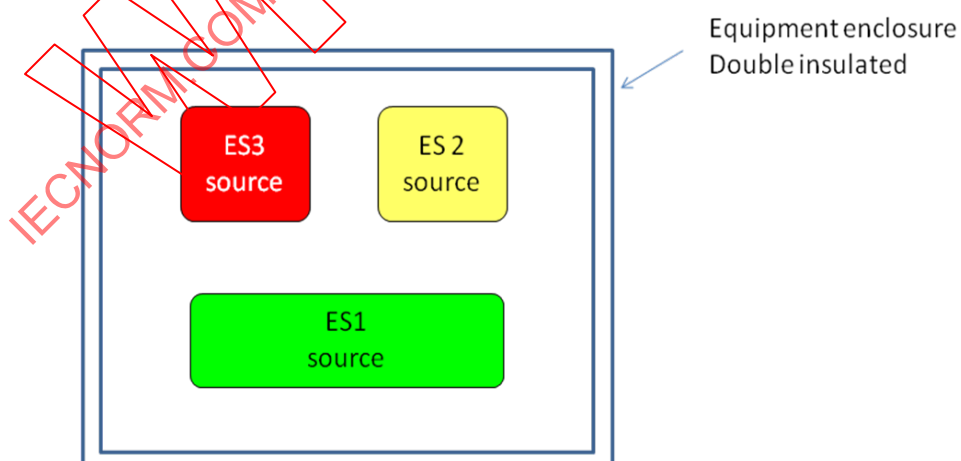 Equipment enclosure
Double insulated
IECNORM.COM
ES3
source
ES 2
source
ES1
source